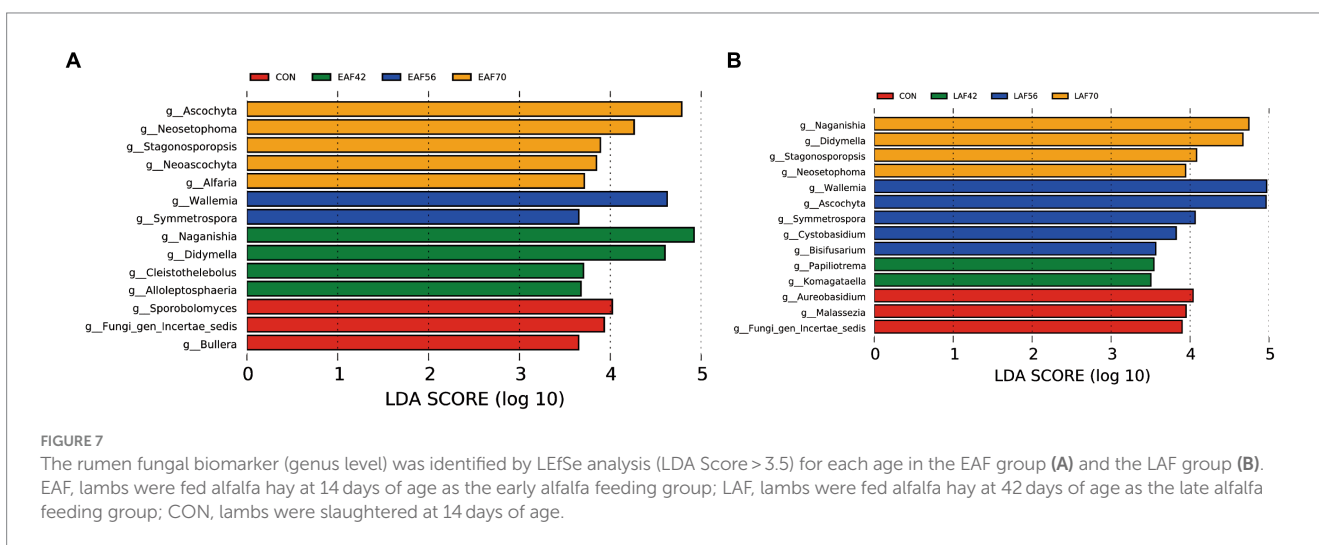 A
CON EAF42 EAF56 EAF70
g__Ascochyta
g__Neosetophoma
g__Stagonosporopsis
g__Neoascochyta
g__Alfaria
g__Wallemia
g__Symmetrospora
g__Naganishia
g__Didymella
g__Cleistothelebolus
g__Alloleptosphaeria
g__Sporobolomyces
g__Fungi_gen_Incertae_sedis
g__Bullera
0 1 2 3 4 5
LDA SCORE (log 10)
B
CON LAF42 LAF56 LAF70
g__Naganishia
g__Didymella
g__Stagonosporopsis
g__Neosetophoma
g__Wallemia
g__Ascochyta
g__Symmetrospora
g__Cystobasidium
g__Bisifusarium
g__Papiliotrema
g__Komagataella
g__Aureobasidium
g__Malassezia
g__Fungi_gen_Incertae_sedis
0 1 2 3 4 5
LDA SCORE (log 10)
FIGURE 7
The rumen fungal biomarker (genus level) was identified by LEfSe analysis (LDA Score > 3.5) for each age in the EAF group (A) and the LAF group (B).
EAF, lambs were fed alfalfa hay at 14 days of age as the early alfalfa feeding group; LAF, lambs were fed alfalfa hay at 42 days of age as the late alfalfa
feeding group; CON, lambs were slaughtered at 14 days of age.